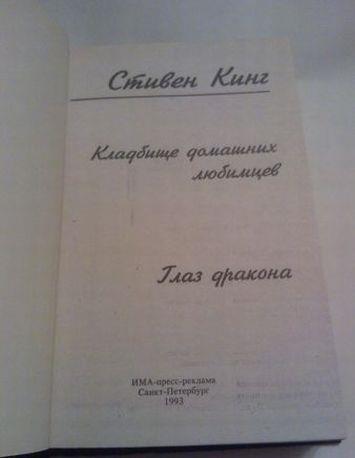 Стивен Кинг
Кладбище домашних
любимцев
Глаз дракона
ИМА-пресс-реклама
Санкт-Петербург
1993